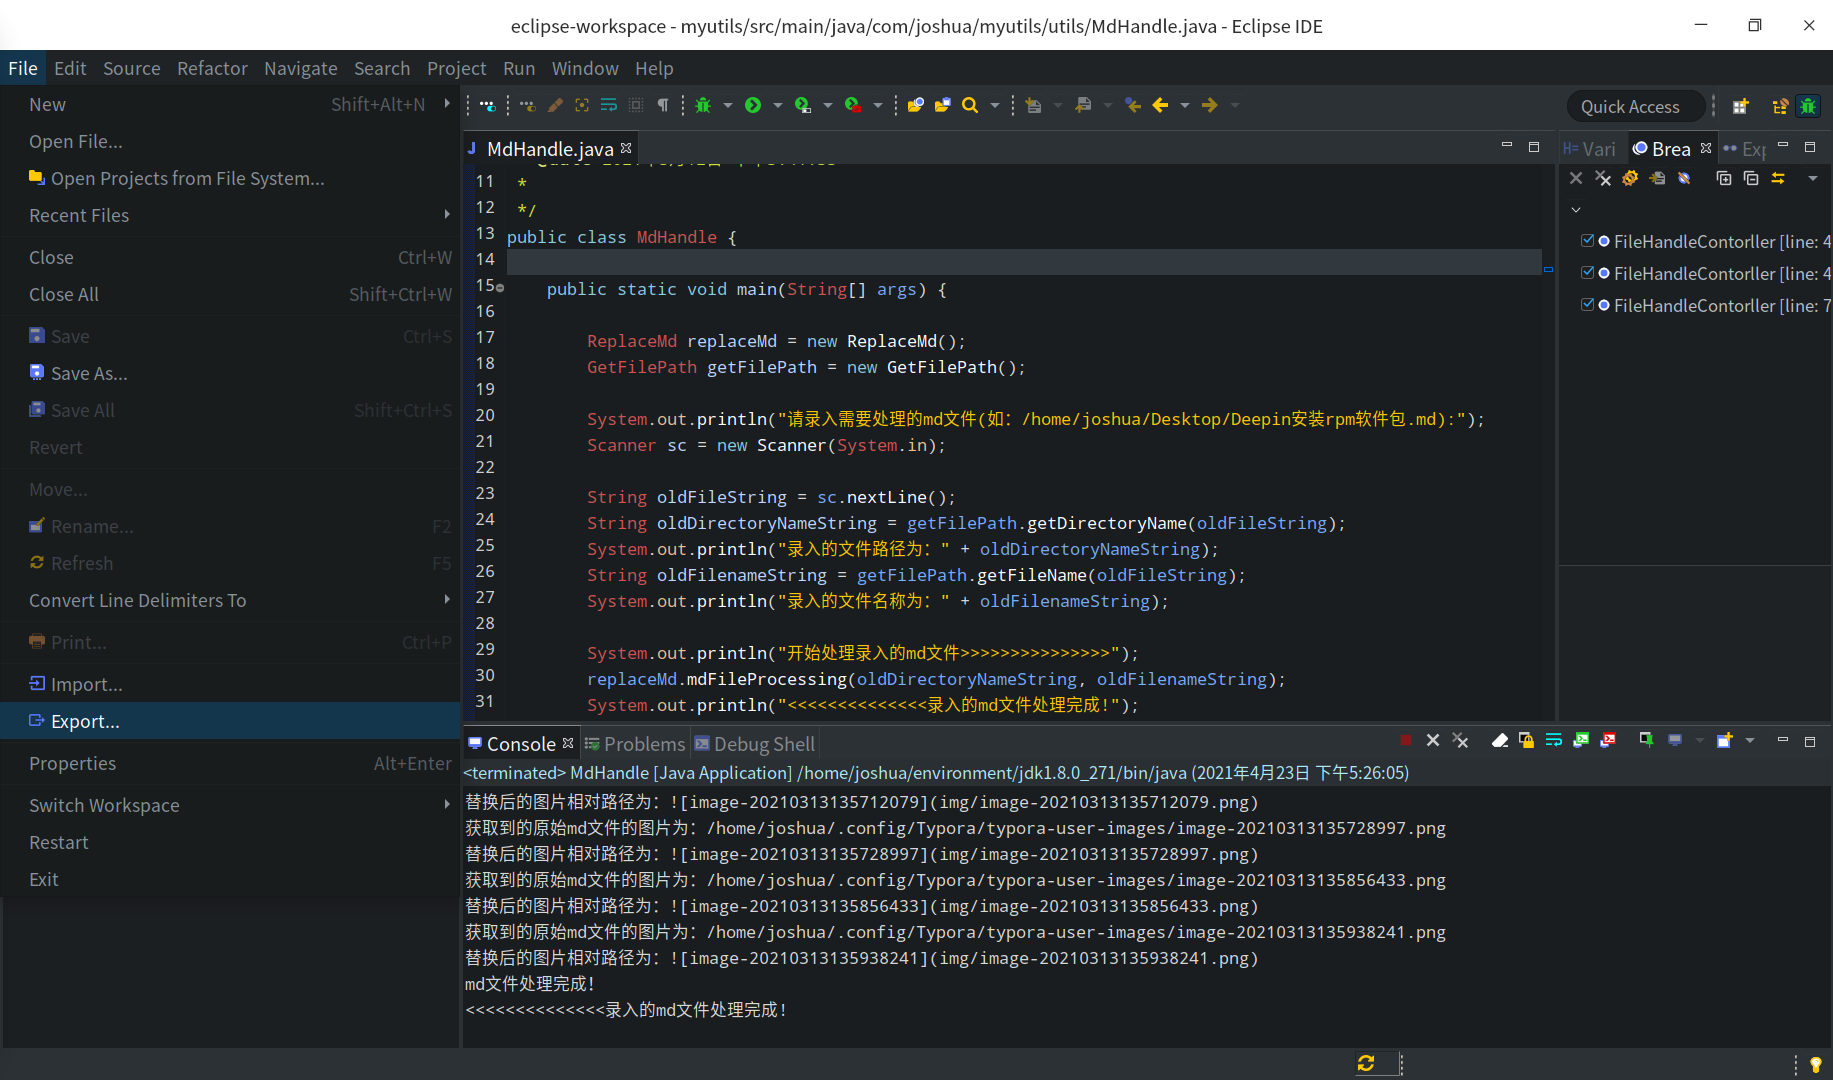 eclipse-workspace - myutils/src/main/java/com/joshua/myutils/utils/MdHandle.java - Eclipse IDE
File Edit Source Refactor Navigate Search Project Run Window Help
New Shift+Alt+N
Open File...
Open Projects from File System...
Recent Files
Close Ctrl+W
Close All Shift+Ctrl+W
Save Ctrl+S
Save As...
Save All Shift+Ctrl+S
Revert
Move...
Rename... F2
Refresh F5
Convert Line Delimiters To
Print... Ctrl+P
Import...
Export...
Properties Alt+Enter
Switch Workspace
Restart
Exit
Quick Access
MdHandle.java
11 *
12 */
13 public class MdHandle {
14
15 public static void main(String[] args) {
16
17 ReplaceMd replaceMd = new ReplaceMd();
18 GetFilePath getFilePath = new GetFilePath();
19
20 System.out.println("请录入需要处理的md文件(如：/home/joshua/Desktop/Deepin安装rpm软件包.md):");
21 Scanner sc = new Scanner(System.in);
22
23 String oldFileString = sc.nextLine();
24 String oldDirectoryNameString = getFilePath.getDirectoryName(oldFileString);
25 System.out.println("录入的文件路径为：" + oldDirectoryNameString);
26 String oldFilenameString = getFilePath.getFileName(oldFileString);
27 System.out.println("录入的文件名称为：" + oldFilenameString);
28
29 System.out.println("开始处理录入的md文件>>>>>>>>>>>>>>>");
30 replaceMd.mdFileProcessing(oldDirectoryNameString, oldFilenameString);
31 System.out.println("<<<<<<<<<<<<<<录入的md文件处理完成!");
Vari Brea Exp
FileHandleContorller [line: 4
FileHandleContorller [line: 4
FileHandleContorller [line: 7
Console Problems Debug Shell
<terminated> MdHandle [Java Application] /home/joshua/environment/jdk1.8.0_271/bin/java (2021年4月23日 下午5:26:05)
替换后的图片相对路径为：![image-20210313135712079](img/image-20210313135712079.png)
获取到的原始md文件的图片为：/home/joshua/.config/Typora/typora-user-images/image-20210313135728997.png
替换后的图片相对路径为：![image-20210313135728997](img/image-20210313135728997.png)
获取到的原始md文件的图片为：/home/joshua/.config/Typora/typora-user-images/image-20210313135856433.png
替换后的图片相对路径为：![image-20210313135856433](img/image-20210313135856433.png)
获取到的原始md文件的图片为：/home/joshua/.config/Typora/typora-user-images/image-20210313135938241.png
替换后的图片相对路径为：![image-20210313135938241](img/image-20210313135938241.png)
md文件处理完成!
<<<<<<<<<<<<<<录入的md文件处理完成!